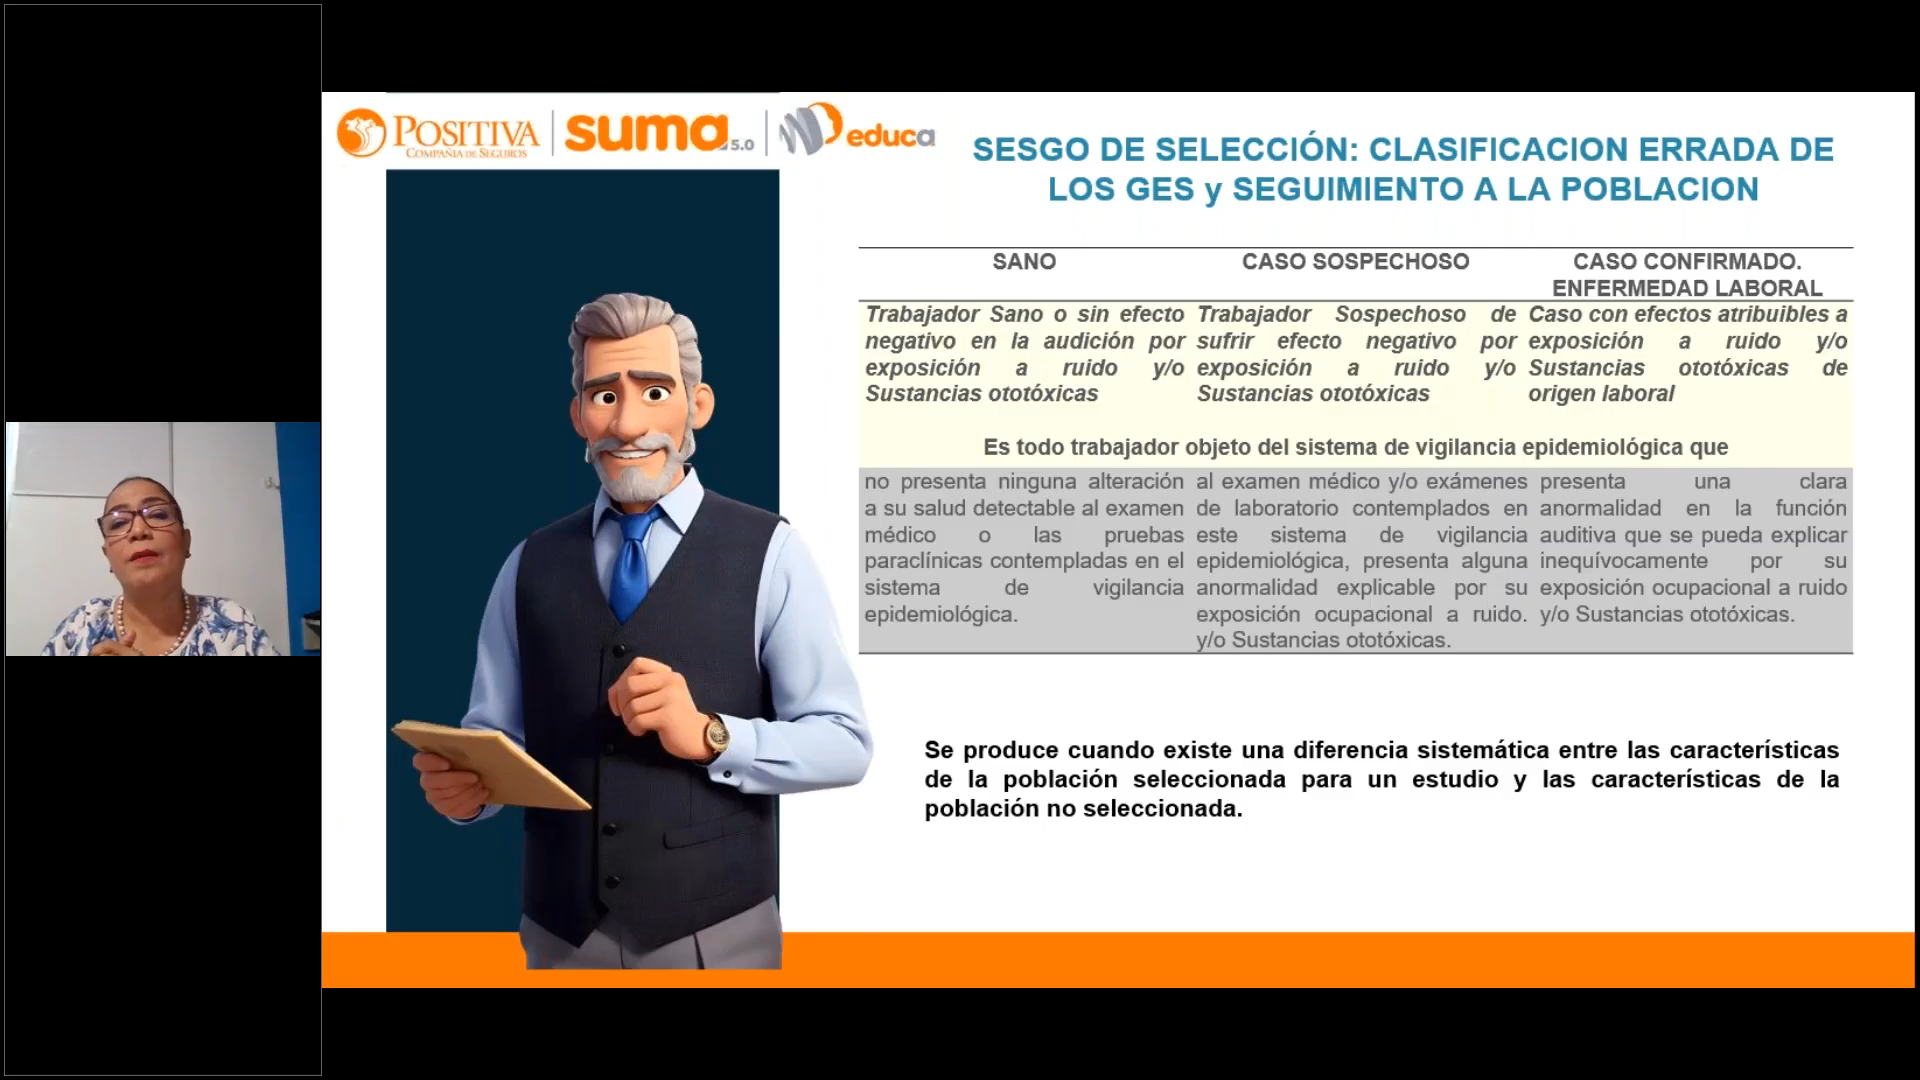 POSITIVA
COMPAÑIA DE SEGUROS
suma 5.0
educa
SESGO DE SELECCIÓN: CLASIFICACION ERRADA DE
LOS GES y SEGUIMIENTO A LA POBLACION
SANO
CASO SOSPECHOSO
CASO CONFIRMADO.
ENFERMEDAD LABORAL
Trabajador Sano o sin efecto
negativo en la audición por
exposición a ruido y/o
Sustancias ototóxicas
Trabajador Sospechoso de
sufrir efecto negativo por
exposición a ruido y/o
Sustancias ototóxicas
Caso con efectos atribuibles a
exposición a ruido y/o
Sustancias ototóxicas de
origen laboral
Es todo trabajador objeto del sistema de vigilancia epidemiológica que
no presenta ninguna alteración
a su salud detectable al examen
médico o las pruebas
paraclínicas contempladas en el
sistema de vigilancia
epidemiológica.
al examen médico y/o exámenes
de laboratorio contemplados en
este sistema de vigilancia
epidemiológica, presenta alguna
anormalidad explicable por su
exposición ocupacional a ruido.
y/o Sustancias ototóxicas.
presenta una clara
anormalidad en la función
auditiva que se pueda explicar
inequívocamente por su
exposición ocupacional a ruido
y/o Sustancias ototóxicas.
Se produce cuando existe una diferencia sistemática entre las características
de la población seleccionada para un estudio y las características de la
población no seleccionada.